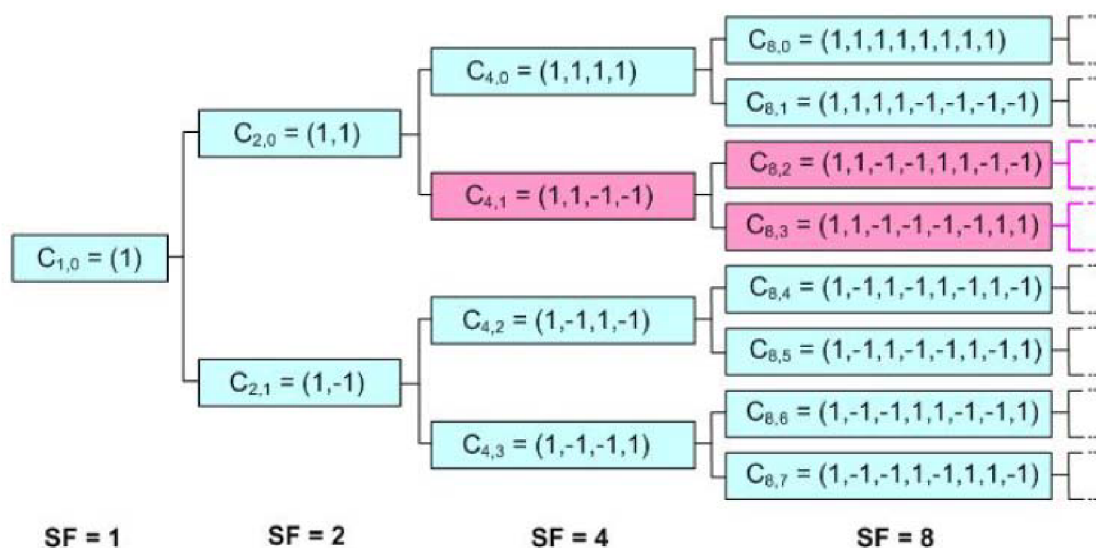 C8,0 = (1,1,1,1,1,1,1,1)
C4,0 = (1,1,1,1)
C8,1 = (1,1,1,1,-1,-1,-1,-1)
C2,0 = (1,1)
C8,2 = (1,1,-1,-1,1,1,-1,-1)
C4,1 = (1,1,-1,-1)
C8,3 = (1,1,-1,-1,-1,-1,1,1)
C1,0 = (1)
C8,4 = (1,-1,1,-1,1,-1,1,-1)
C4,2 = (1,-1,1,-1)
C8,5 = (1,-1,1,-1,-1,1,-1,1)
C2,1 = (1,-1)
C8,6 = (1,-1,-1,1,1,-1,-1,1)
C4,3 = (1,-1,-1,1)
C8,7 = (1,-1,-1,1,-1,1,1,-1)
SF = 1 SF = 2 SF = 4 SF = 8